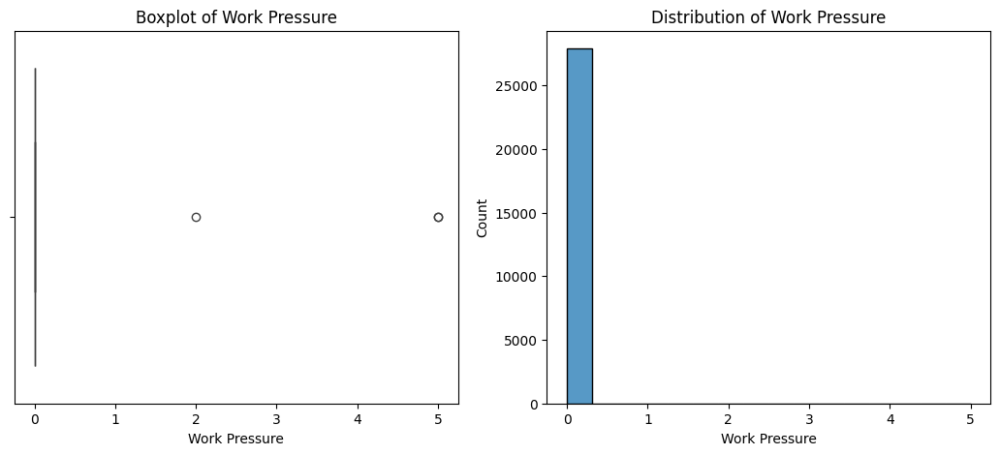 Boxplot of Work Pressure
0 1 2 3 4 5
Work Pressure
Distribution of Work Pressure
25000
20000
15000
10000
5000
0
Count
0 1 2 3 4 5
Work Pressure